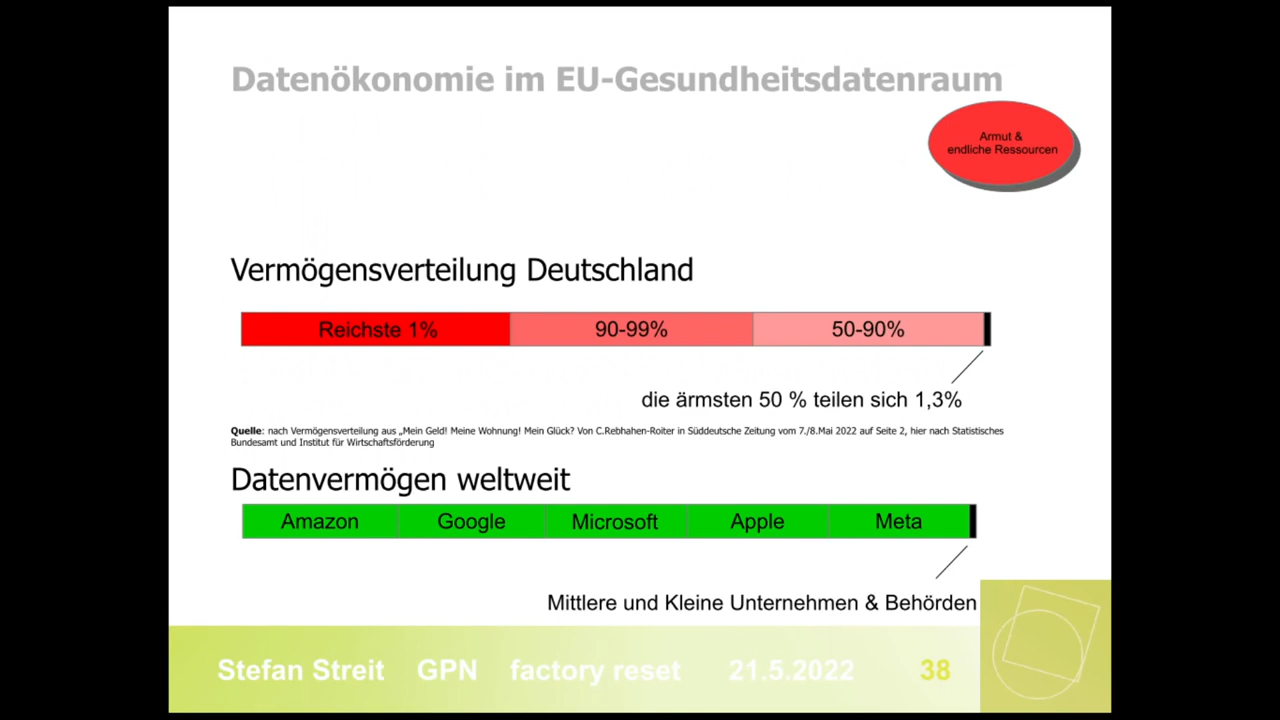 Datenökonomie im EU-Gesundheitsdatenraum
Armut &
endliche Ressourcen
Vermögensverteilung Deutschland
Reichste 1% 90-99% 50-90%
die ärmsten 50 % teilen sich 1,3%
Quelle: nach Vermögensverteilung aus „Mein Geld! Meine Wohnung! Mein Glück? Von C.Rebhahen-Roiter in Süddeutsche Zeitung vom 7./8.Mai 2022 auf Seite 2, hier nach Statistisches
Bundesamt und Institut für Wirtschaftsförderung
Datenvermögen weltweit
Amazon Google Microsoft Apple Meta
Mittlere und Kleine Unternehmen & Behörden
Stefan Streit GPN factory reset 21.5.2022 38